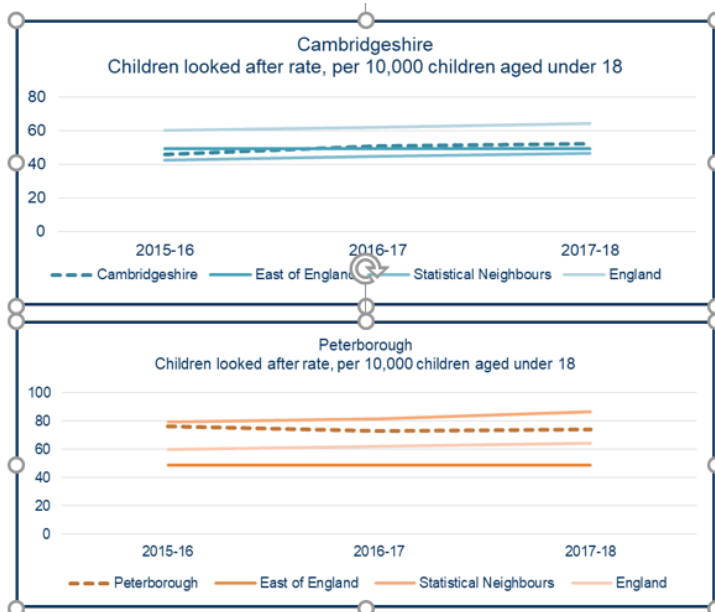 Cambridgeshire
Children looked after rate, per 10,000 children aged under 18
80
60
40
20
0
2015-16 2016-17 2017-18
Cambridgeshire East of England Statistical Neighbours England
Peterborough
Children looked after rate, per 10,000 children aged under 18
100
80
60
40
20
0
2015-16 2016-17 2017-18
Peterborough East of England Statistical Neighbours England